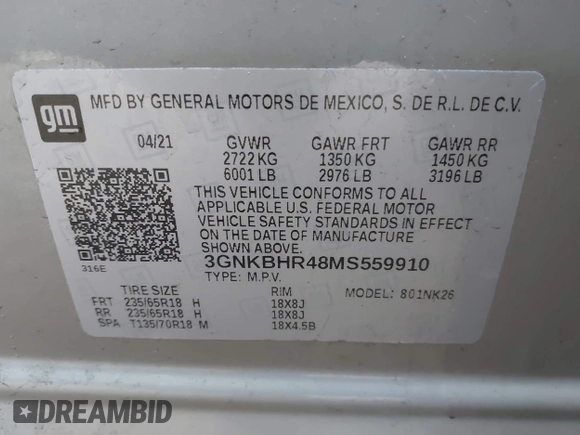 gm
MFD BY GENERAL MOTORS DE MEXICO, S. DE R.L. DE C.V.
04/21 GVWR GAWR FRT GAWR RR
2722 KG 1350 KG 1450 KG
6001 LB 2976 LB 3196 LB
THIS VEHICLE CONFORMS TO ALL
APPLICABLE U.S. FEDERAL MOTOR
VEHICLE SAFETY STANDARDS IN EFFECT
ON THE DATE OF MANUFACTURE
SHOWN ABOVE.
316E 3GNKBHR48MS559910
TYPE: M.P.V.
TIRE SIZE RIM MODEL: 801NK26
FRT 235/65R18 H 18X8J
RR 235/65R18 H 18X8J
SPA T135/70R18 M 18X4.5B
DREAMBID